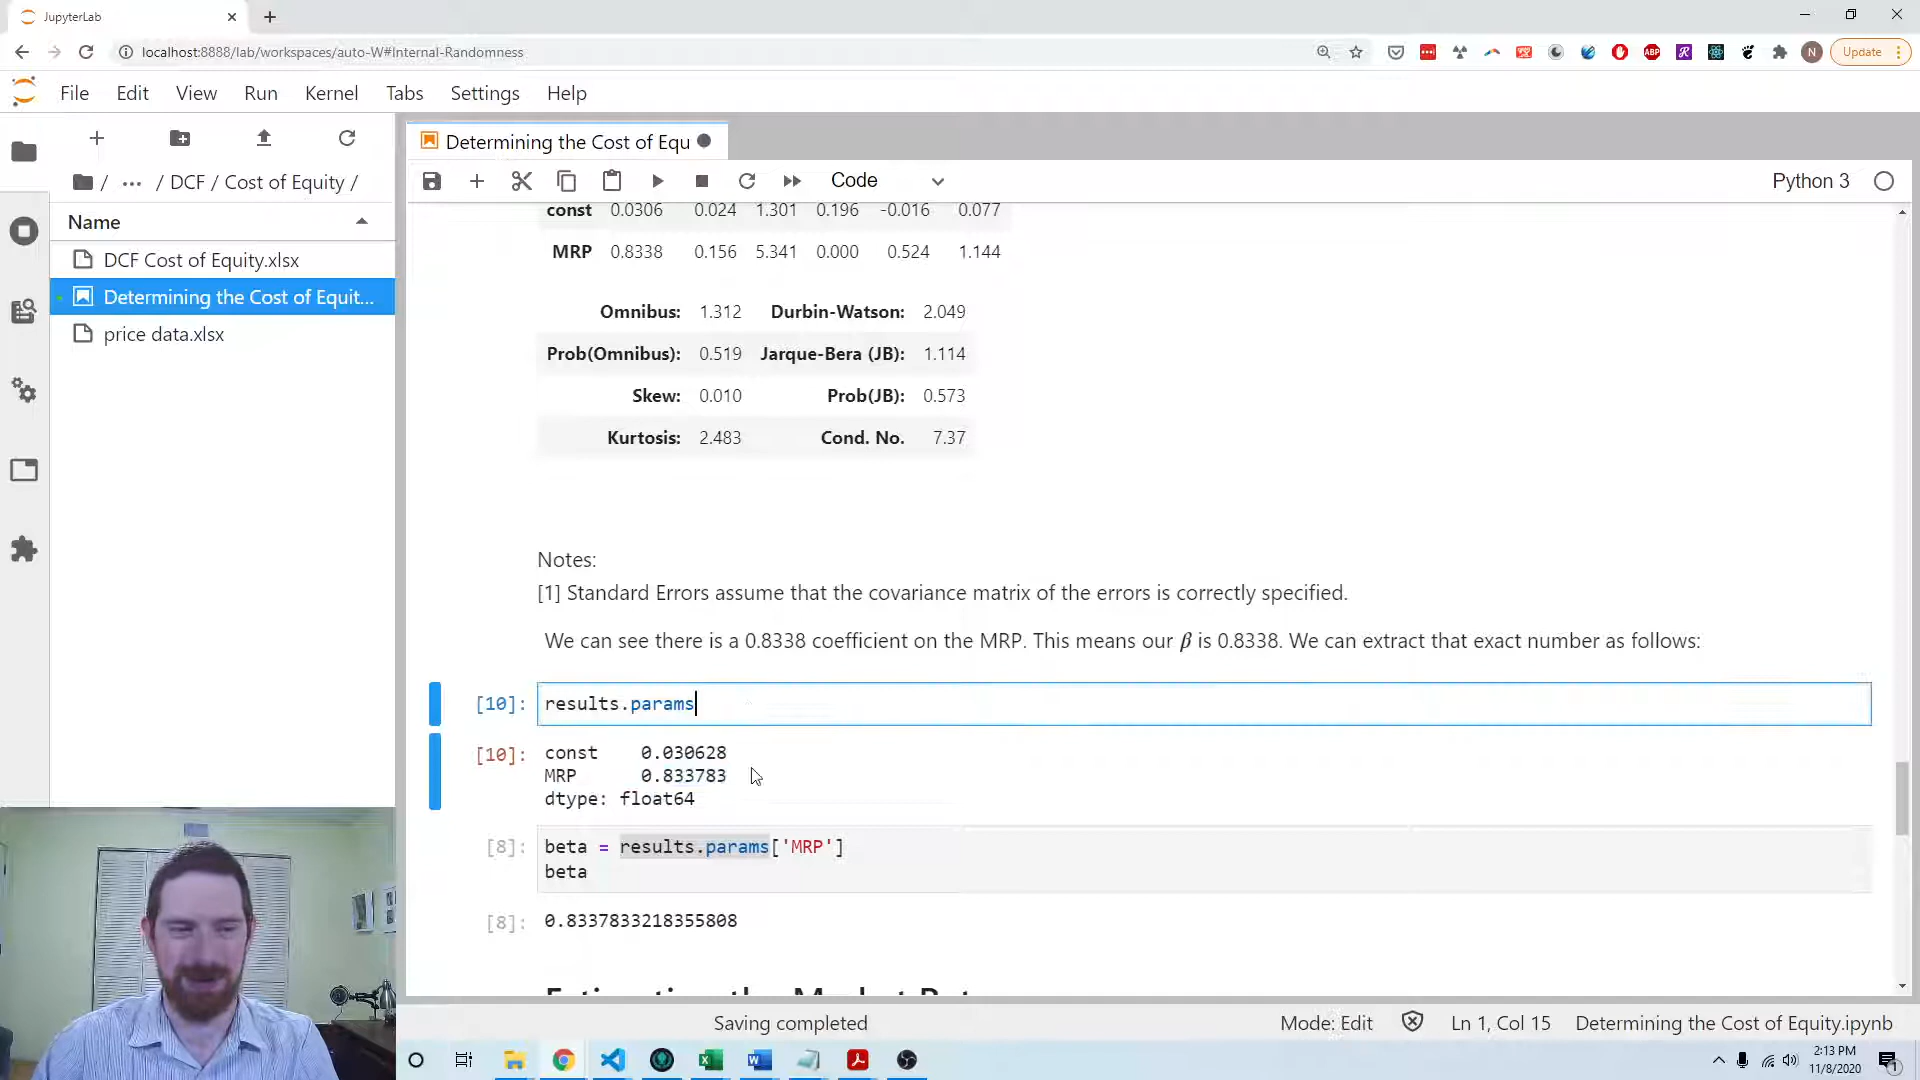 JupyterLab
localhost:8888/lab/workspaces/auto-W#Internal-Randomness
ABP
R
N
Update
File Edit View Run Kernel Tabs Settings Help
/ ··· / DCF / Cost of Equity /
Name
DCF Cost of Equity.xlsx
Determining the Cost of Equit...
price data.xlsx
Determining the Cost of Equ
Code
Python 3
const 0.0306 0.024 1.301 0.196 -0.016 0.077
MRP 0.8338 0.156 5.341 0.000 0.524 1.144
Omnibus: 1.312 Durbin-Watson: 2.049
Prob(Omnibus): 0.519 Jarque-Bera (JB): 1.114
Skew: 0.010 Prob(JB): 0.573
Kurtosis: 2.483 Cond. No. 7.37
Notes:
[1] Standard Errors assume that the covariance matrix of the errors is correctly specified.
We can see there is a 0.8338 coefficient on the MRP. This means our β is 0.8338. We can extract that exact number as follows:
[10]: results.params
[10]: const 0.030628
MRP 0.833783
dtype: float64
[8]: beta = results.params['MRP']
beta
[8]: 0.8337833218355808
Saving completed
Mode: Edit
Ln 1, Col 15
Determining the Cost of Equity.ipynb
2:13 PM
11/8/2020